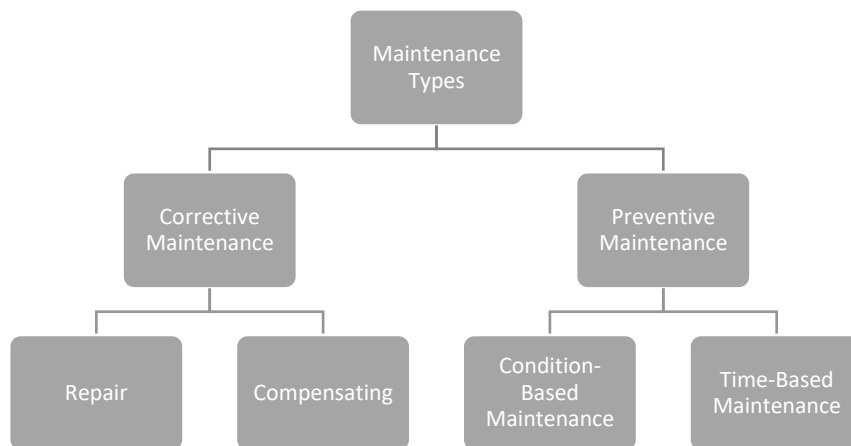 Maintenance
Types
Corrective
Maintenance
Preventive
Maintenance
Repair
Compensating
Condition-
Based
Maintenance
Time-Based
Maintenance